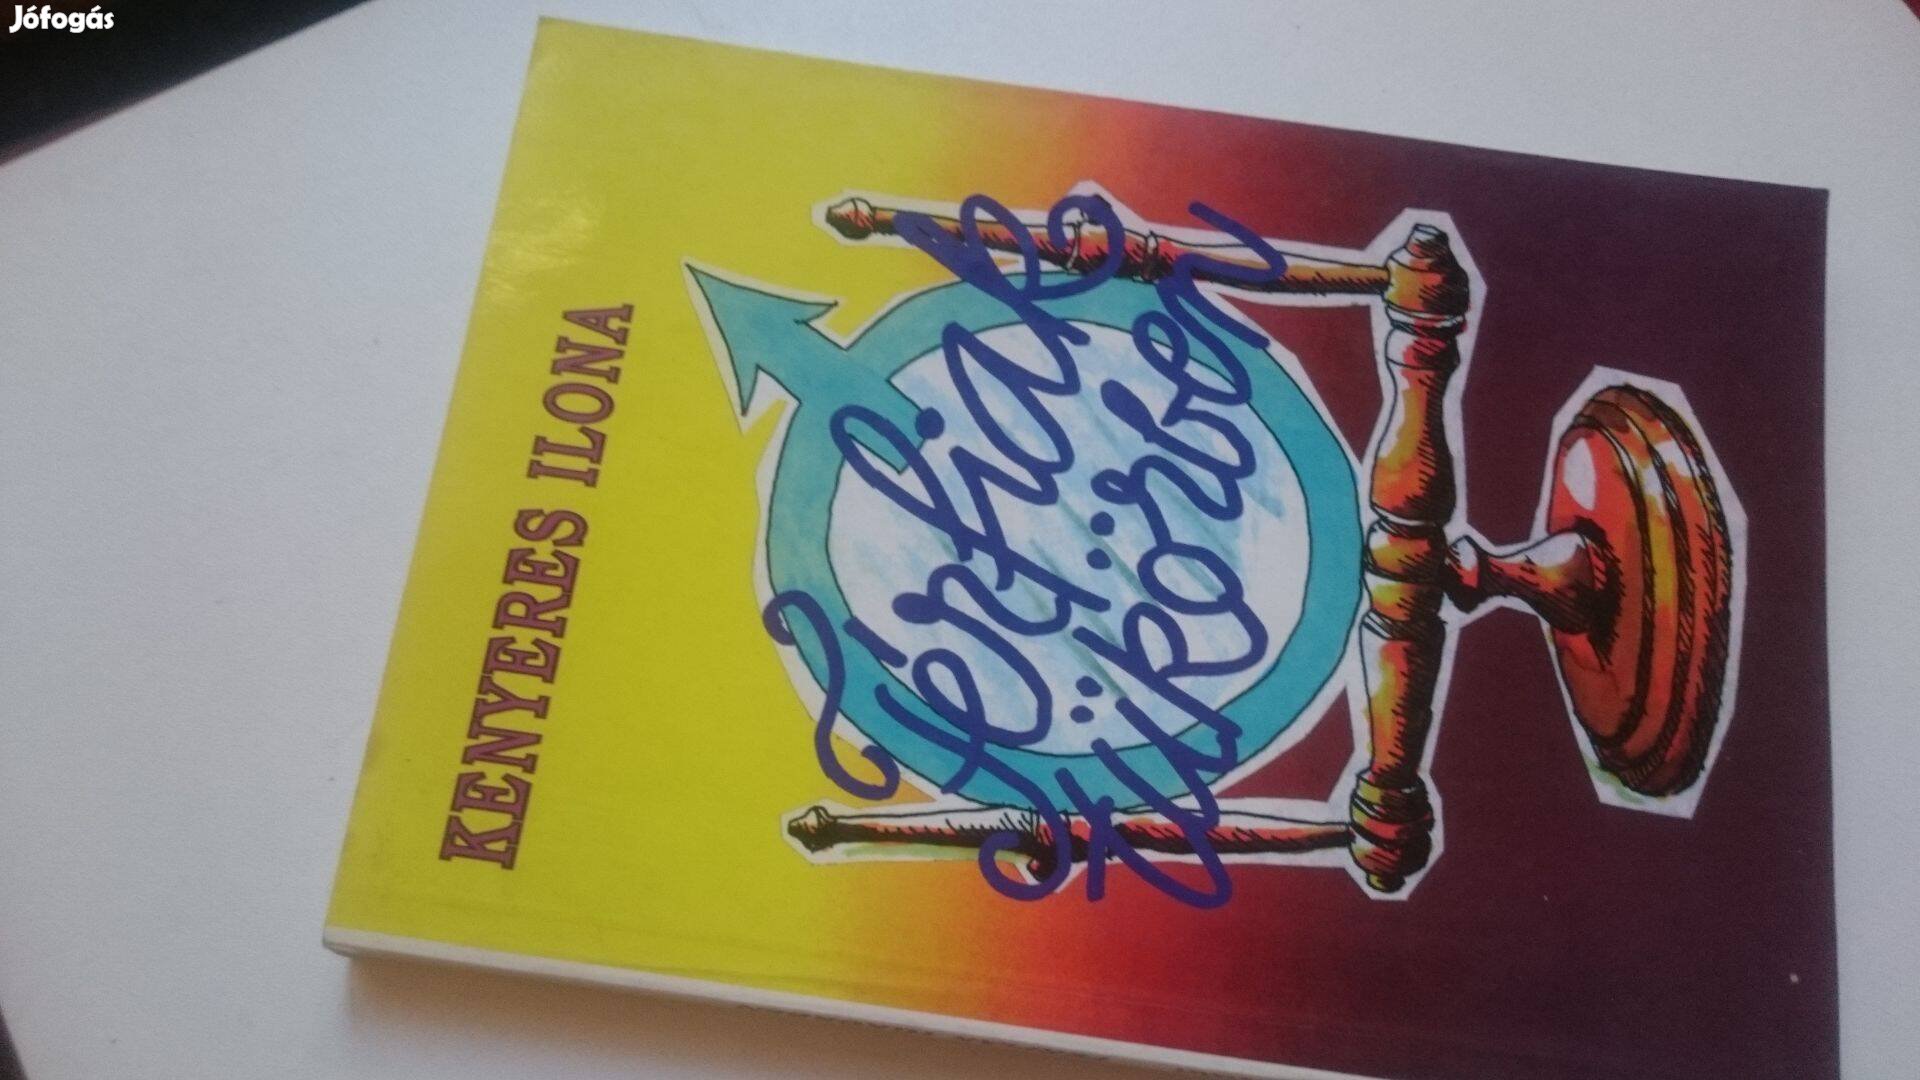 Jófogás
KENYERES ILONA
Férfiak
tükörben